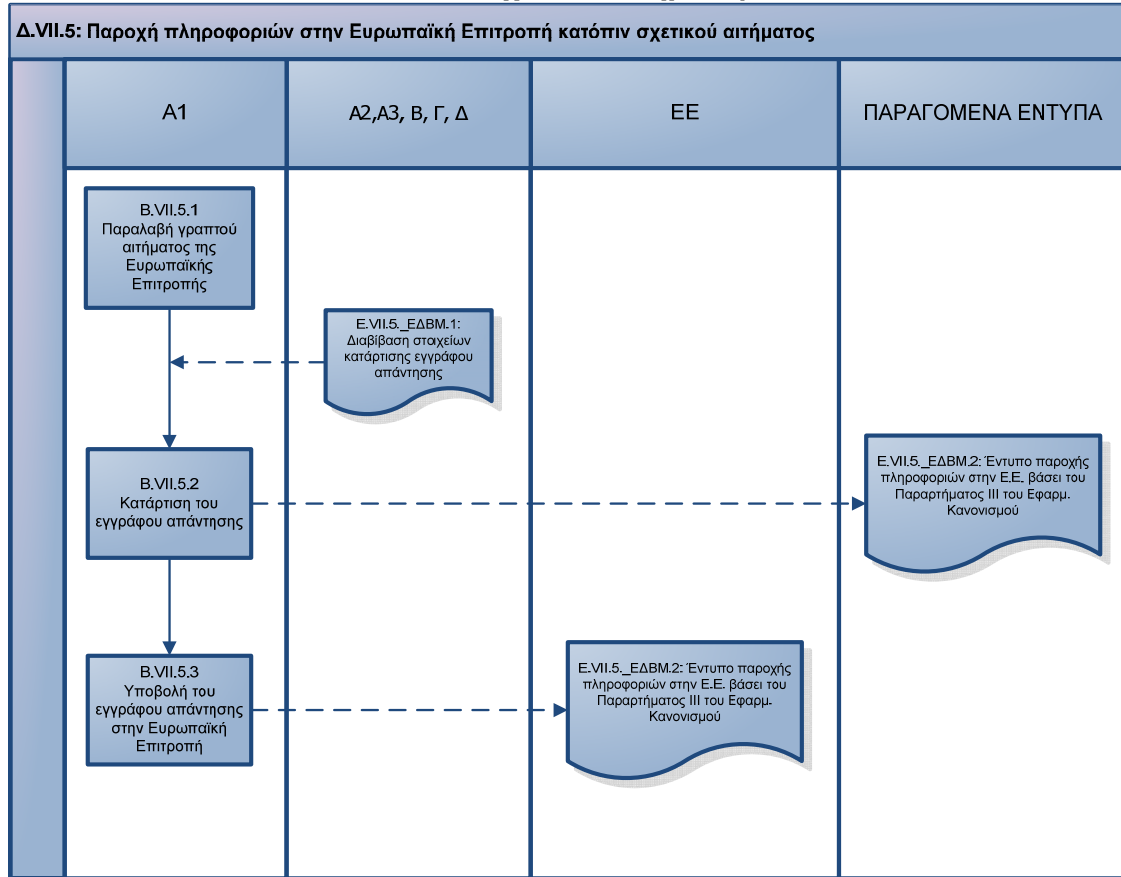 Δ.VII.5: Παροχή πληροφοριών στην Ευρωπαϊκή Επιτροπή κατόπιν σχετικού αιτήματος
Α1
Α2,Α3, Β, Γ, Δ
ΕΕ
ΠΑΡΑΓΟΜΕΝΑ ΕΝΤΥΠΑ
Β.VII.5.1
Παραλαβή γραπτού
αιτήματος της
Ευρωπαϊκής
Επιτροπής
Ε.VII.5._ΕΔΒΜ.1:
Διαβίβαση στοιχείων
κατάρτισης εγγράφου
απάντησης
Β.VII.5.2
Κατάρτιση του
εγγράφου απάντησης
Ε.VII.5._ΕΔΒΜ.2: Έντυπο παροχής
πληροφοριών στην Ε.Ε. βάσει του
Παραρτήματος ΙΙΙ του Εφαρμ.
Κανονισμού
Β.VII.5.3
Υποβολή του
εγγράφου απάντησης
στην Ευρωπαϊκή
Επιτροπή
Ε.VII.5._ΕΔΒΜ.2: Έντυπο παροχής
πληροφοριών στην Ε.Ε. βάσει του
Παραρτήματος ΙΙΙ του Εφαρμ.
Κανονισμού